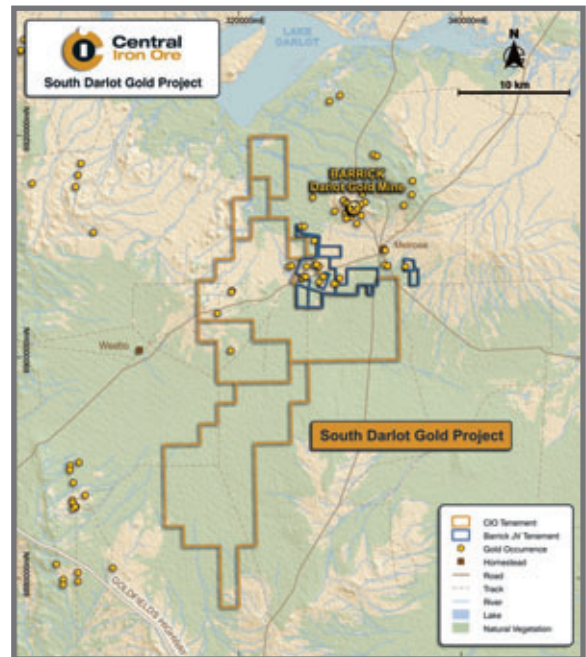 Central
Iron Ore
South Darlot Gold Project
320000mE
340000mE
LAKE
DARLOT
N
10 km
BARRICK
Darlot Gold Mine
Melrose
Weebo
South Darlot Gold Project
GOLDFIELDS HIGHWAY
CIO Tenement
Barrick JV Tenement
Gold Occurrence
Homestead
Road
Track
River
Lake
Natural Vegetation